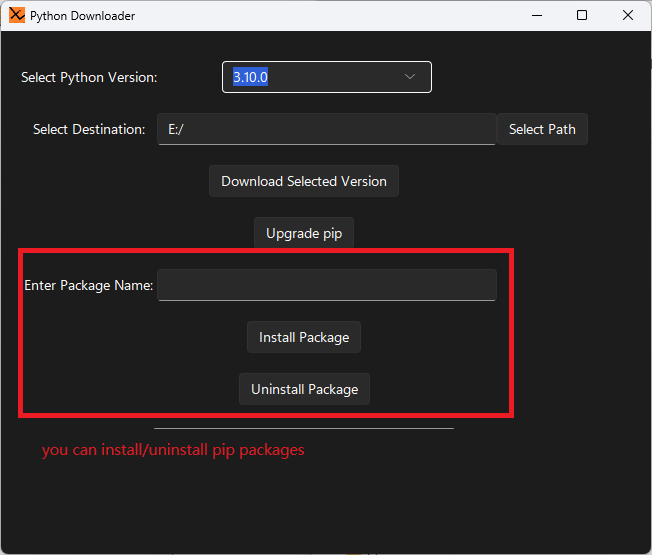 Python Downloader
Select Python Version: 3.10.0
Select Destination: E:/ Select Path
Download Selected Version
Upgrade pip
Enter Package Name:
Install Package
Uninstall Package
you can install/uninstall pip packages